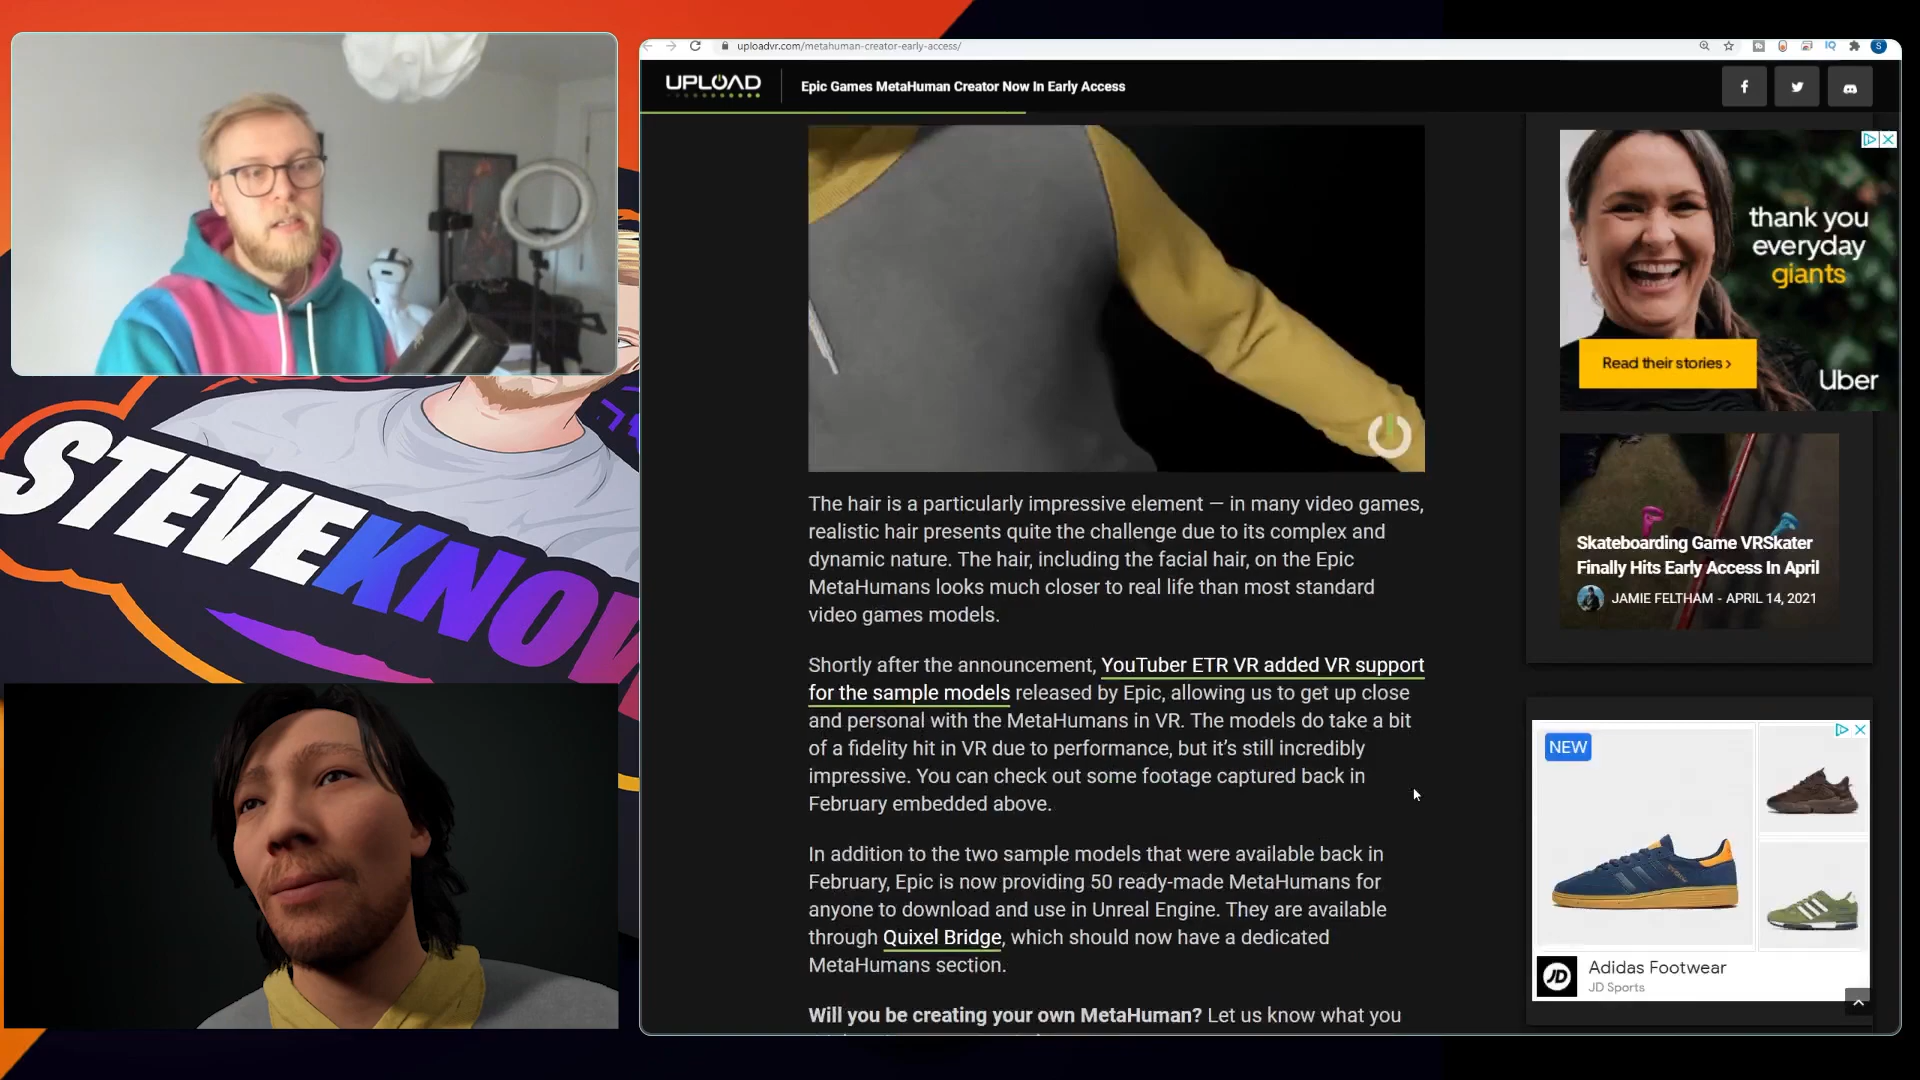 uploadvr.com/metahuman-creator-early-access/
UPLOAD
Epic Games MetaHuman Creator Now In Early Access
The hair is a particularly impressive element — in many video games,
realistic hair presents quite the challenge due to its complex and
dynamic nature. The hair, including the facial hair, on the Epic
MetaHumans looks much closer to real life than most standard
video games models.
Shortly after the announcement, YouTuber ETR VR added VR support
for the sample models released by Epic, allowing us to get up close
and personal with the MetaHumans in VR. The models do take a bit
of a fidelity hit in VR due to performance, but it's still incredibly
impressive. You can check out some footage captured back in
February embedded above.
In addition to the two sample models that were available back in
February, Epic is now providing 50 ready-made MetaHumans for
anyone to download and use in Unreal Engine. They are available
through Quixel Bridge, which should now have a dedicated
MetaHumans section.
Will you be creating your own MetaHuman? Let us know what you
thank you
everyday
giants
Read their stories ›
Uber
Skateboarding Game VRSkater
Finally Hits Early Access In April
JAMIE FELTHAM - APRIL 14, 2021
NEW
JD
Adidas Footwear
JD Sports
IQ
S
STEVEKNOW